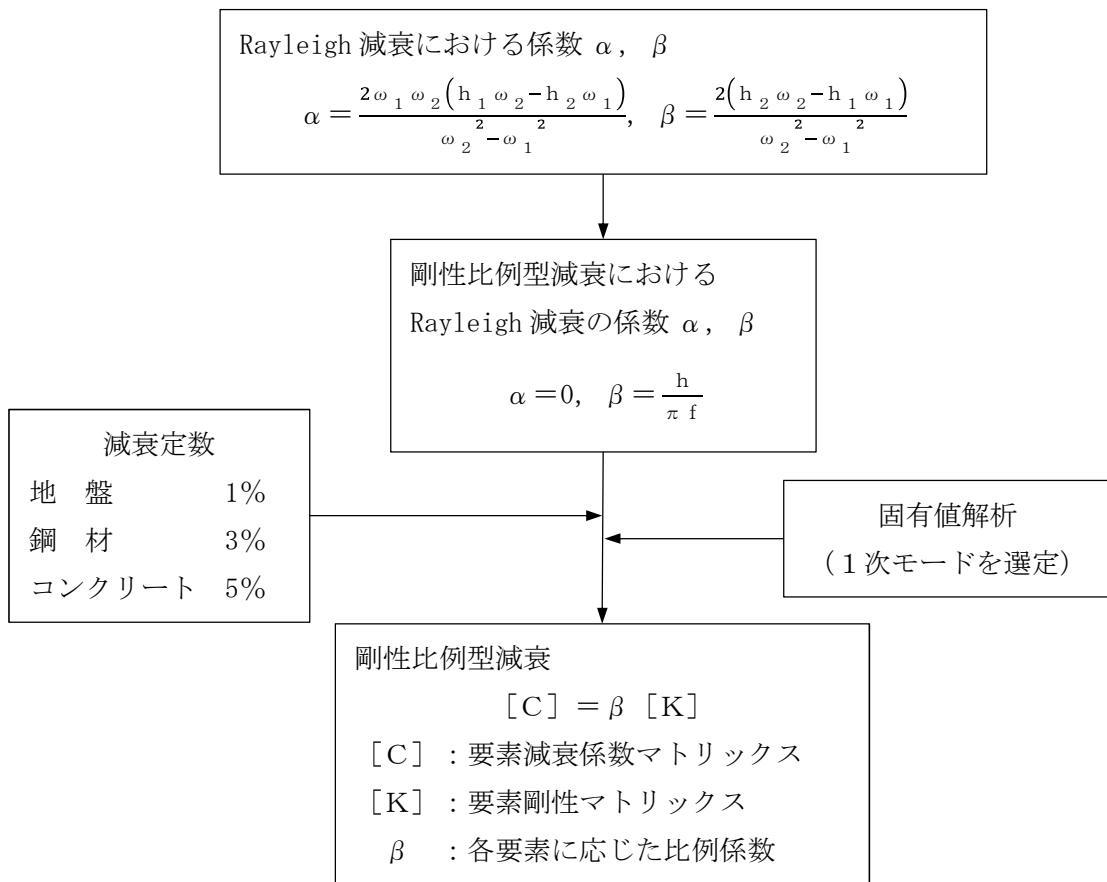 Rayleigh 減衰における係数 α, β
α=2ω₁ω₂(h₁ω₂−h₂ω₁)/(ω₂²−ω₁²), β=2(h₂ω₂−h₁ω₁)/(ω₂²−ω₁²)
剛性比例型減衰における
Rayleigh 減衰の係数 α, β
α=0, β=h/(π f)
減衰定数
地 盤 1%
鋼 材 3%
コンクリート 5%
固有値解析
(1次モードを選定)
剛性比例型減衰
[C]=β[K]
[C]:要素減衰係数マトリックス
[K]:要素剛性マトリックス
β :各要素に応じた比例係数